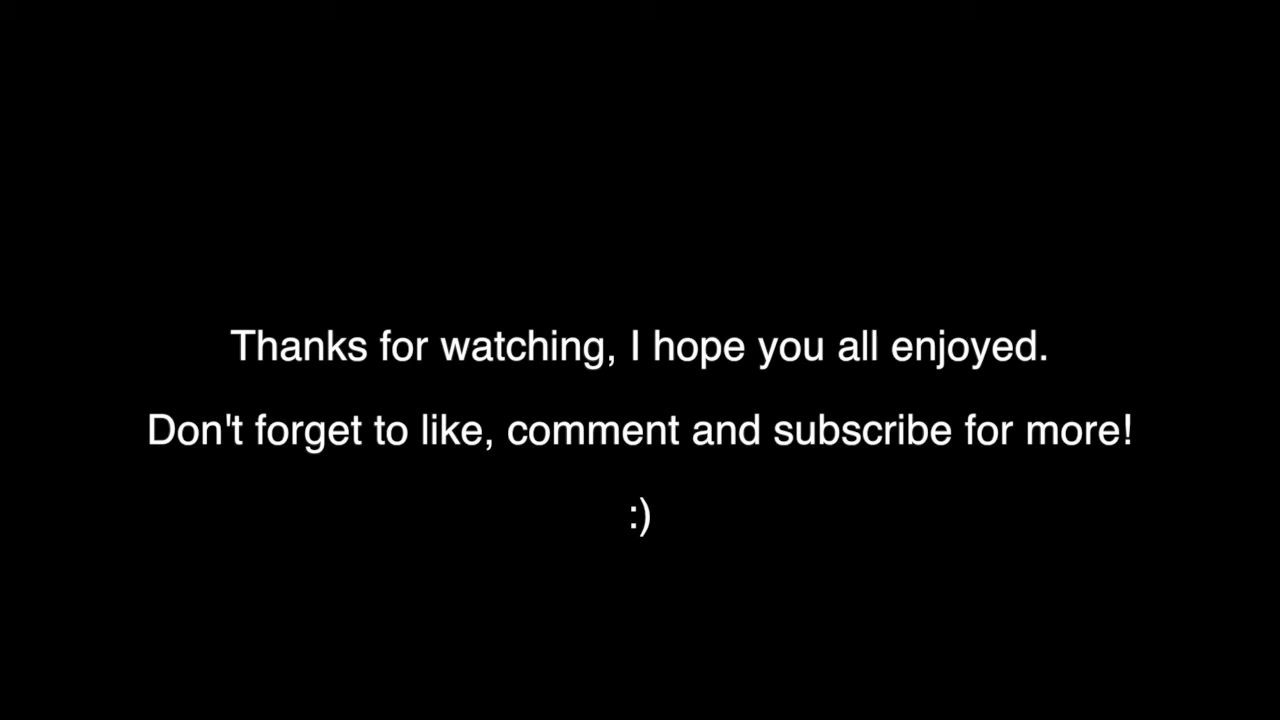 Thanks for watching, I hope you all enjoyed.
Don't forget to like, comment and subscribe for more!
:)